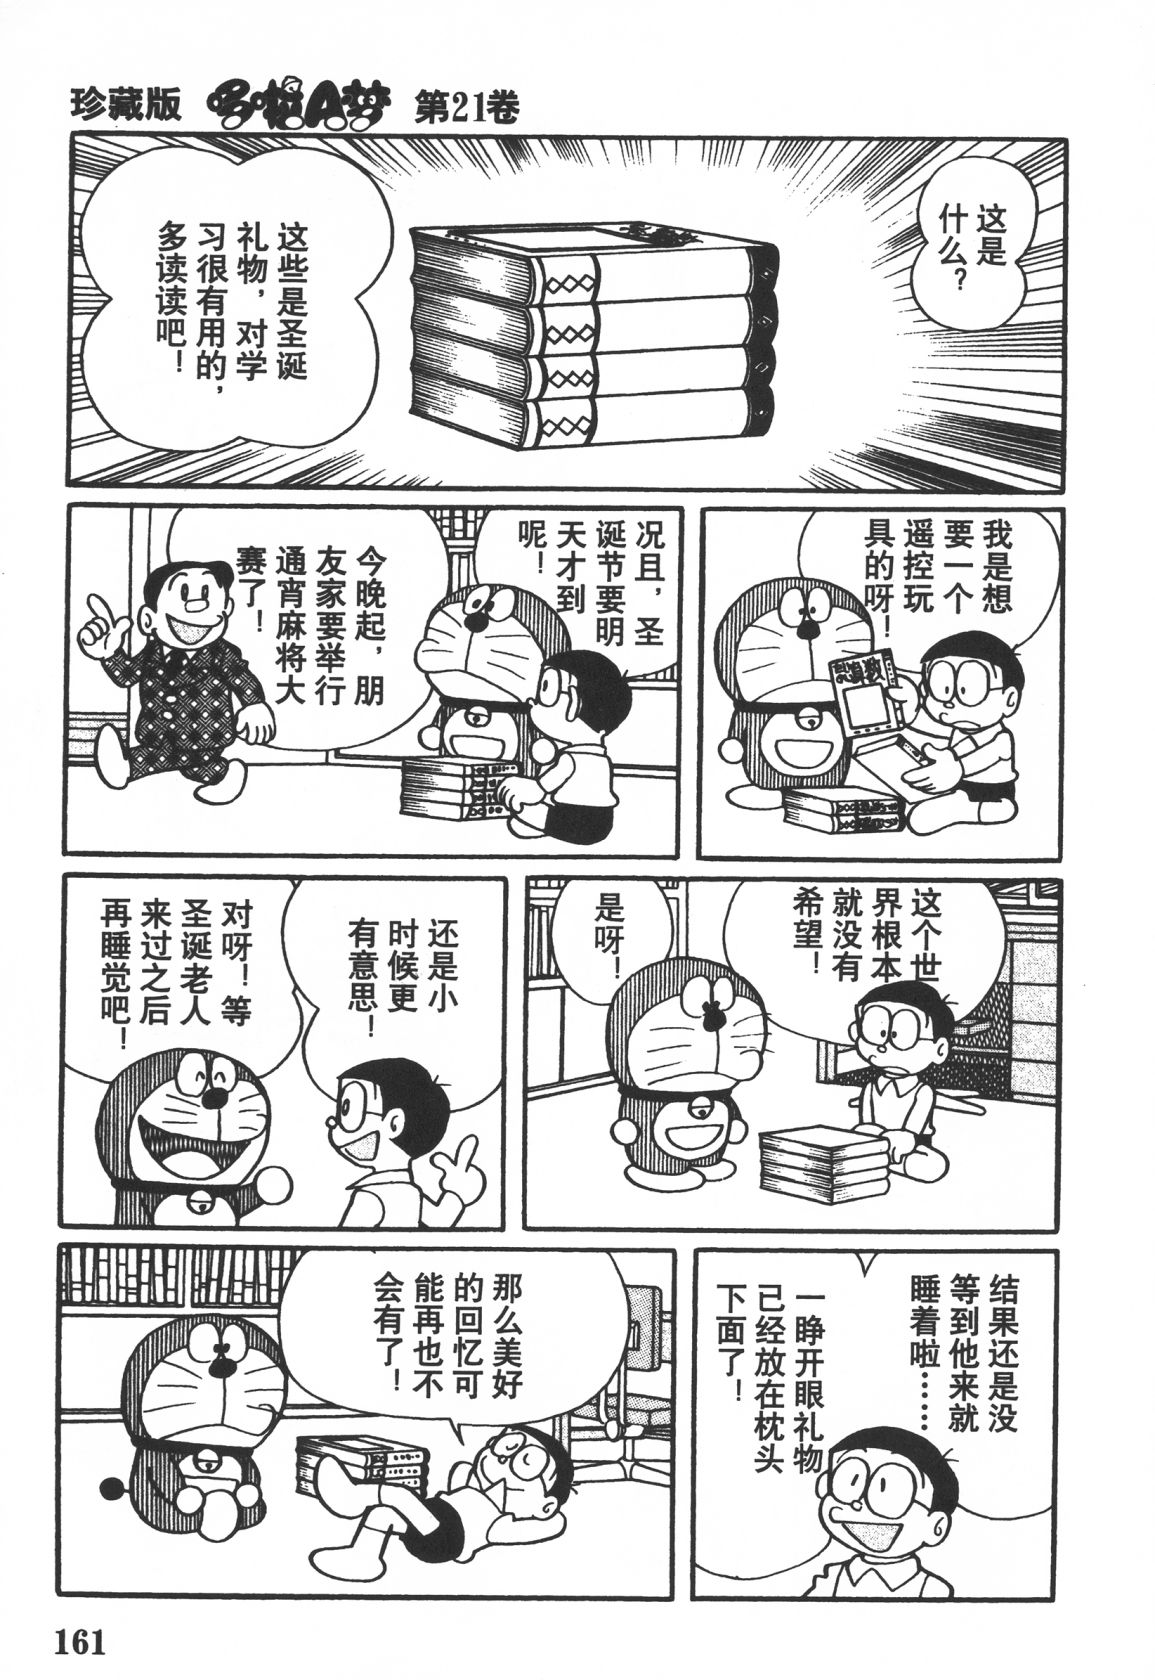 珍藏版 哆啦A梦 第21卷
这是
什么？
这些是圣诞
礼物，对学
习很有用的，
多读读吧！
我是想
要一个
遥控玩
具的呀！
况且，圣
诞节要明
天才到
呢！
今晚起，朋
友家要举行
通宵麻将大
赛了！
这个世
界根本
就没有
希望！
是呀！
还是小
时候更
有意思！
对呀！等
圣诞老人
来过之后
再睡觉吧！
结果还是没
等到他来就
睡着啦……
一睁开眼礼物
已经放在枕头
下面了！
那么美好
的回忆可
能再也不
会有了！
161